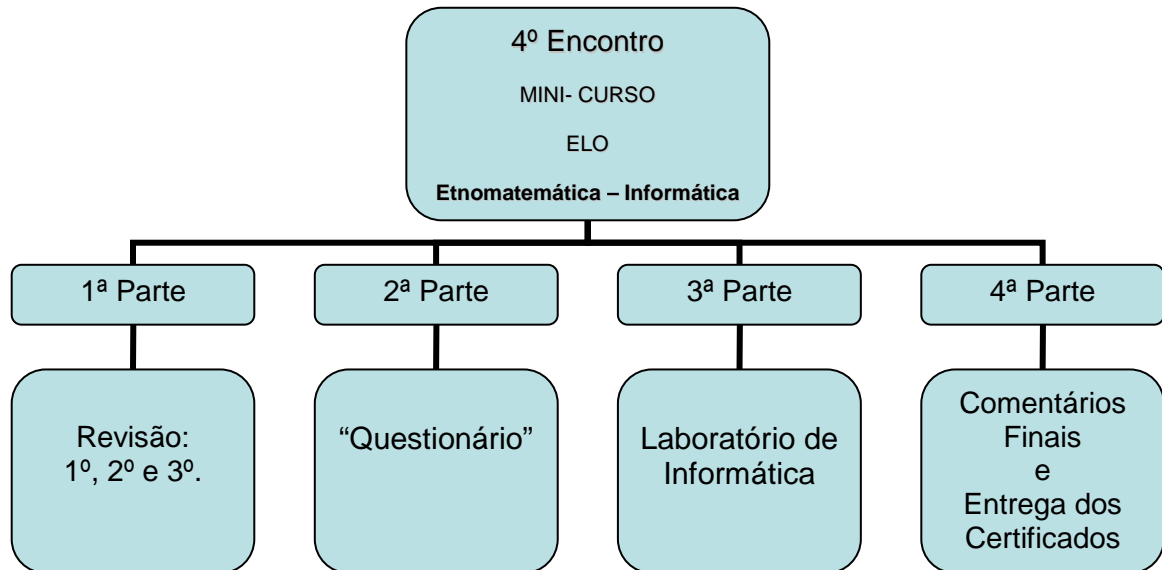 4º Encontro
MINI- CURSO
ELO
Etnomatemática – Informática
1ª Parte
2ª Parte
3ª Parte
4ª Parte
Revisão:
1º, 2º e 3º.
“Questionário”
Laboratório de
Informática
Comentários
Finais
e
Entrega dos
Certificados